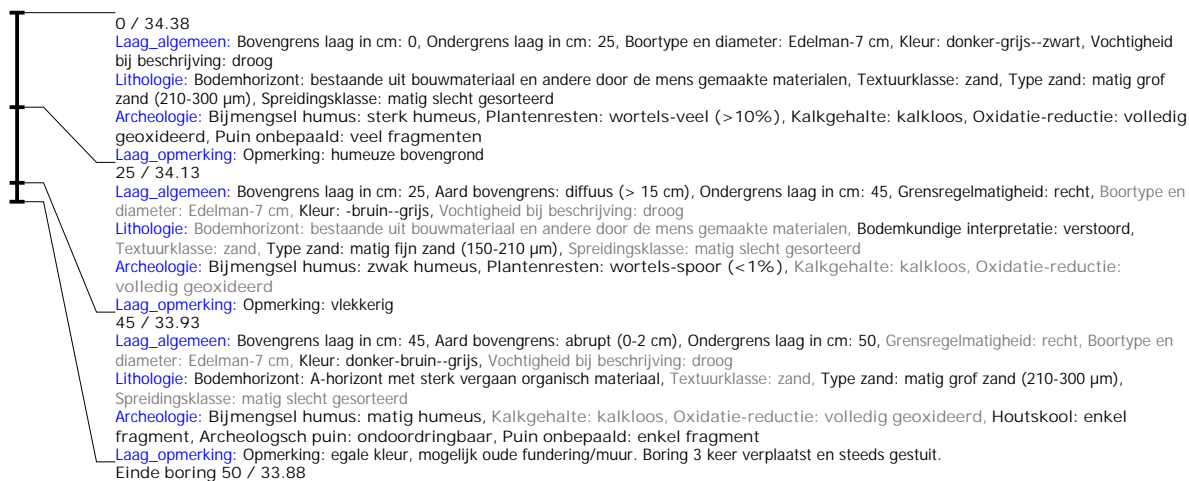 0 / 34.38
Laag_algemeen: Bovengrens laag in cm: 0, Ondergrens laag in cm: 25, Boortype en diameter: Edelman-7 cm, Kleur: donker-grijs--zwart, Vochtigheid
bij beschrijving: droog
Lithologie: Bodemhorizont: bestaande uit bouwmateriaal en andere door de mens gemaakte materialen, Textuurklasse: zand, Type zand: matig grof
zand (210-300 µm), Spreidingsklasse: matig slecht gesorteerd
Archeologie: Bijmengsel humus: sterk humeus, Plantenresten: wortels-veel (>10%), Kalkgehalte: kalkloos, Oxidatie-reductie: volledig
geoxideerd, Puin onbepaald: veel fragmenten
Laag_opmerking: Opmerking: humeuze bovengrond
25 / 34.13
Laag_algemeen: Bovengrens laag in cm: 25, Aard bovengrens: diffuus (> 15 cm), Ondergrens laag in cm: 45, Grensregelmatigheid: recht, Boortype en
diameter: Edelman-7 cm, Kleur: -bruin--grijs, Vochtigheid bij beschrijving: droog
Lithologie: Bodemhorizont: bestaande uit bouwmateriaal en andere door de mens gemaakte materialen, Bodemkundige interpretatie: verstoord,
Textuurklasse: zand, Type zand: matig fijn zand (150-210 µm), Spreidingsklasse: matig slecht gesorteerd
Archeologie: Bijmengsel humus: zwak humeus, Plantenresten: wortels-spoor (<1%), Kalkgehalte: kalkloos, Oxidatie-reductie:
volledig geoxideerd
Laag_opmerking: Opmerking: vlekkerig
45 / 33.93
Laag_algemeen: Bovengrens laag in cm: 45, Aard bovengrens: abrupt (0-2 cm), Ondergrens laag in cm: 50, Grensregelmatigheid: recht, Boortype en
diameter: Edelman-7 cm, Kleur: donker-bruin--grijs, Vochtigheid bij beschrijving: droog
Lithologie: Bodemhorizont: A-horizont met sterk vergaan organisch materiaal, Textuurklasse: zand, Type zand: matig grof zand (210-300 µm),
Spreidingsklasse: matig slecht gesorteerd
Archeologie: Bijmengsel humus: matig humeus, Kalkgehalte: kalkloos, Oxidatie-reductie: volledig geoxideerd, Houtskool: enkel
fragment, Archeologsch puin: ondoordringbaar, Puin onbepaald: enkel fragment
Laag_opmerking: Opmerking: egale kleur, mogelijk oude fundering/muur. Boring 3 keer verplaatst en steeds gestuit.
Einde boring 50 / 33.88